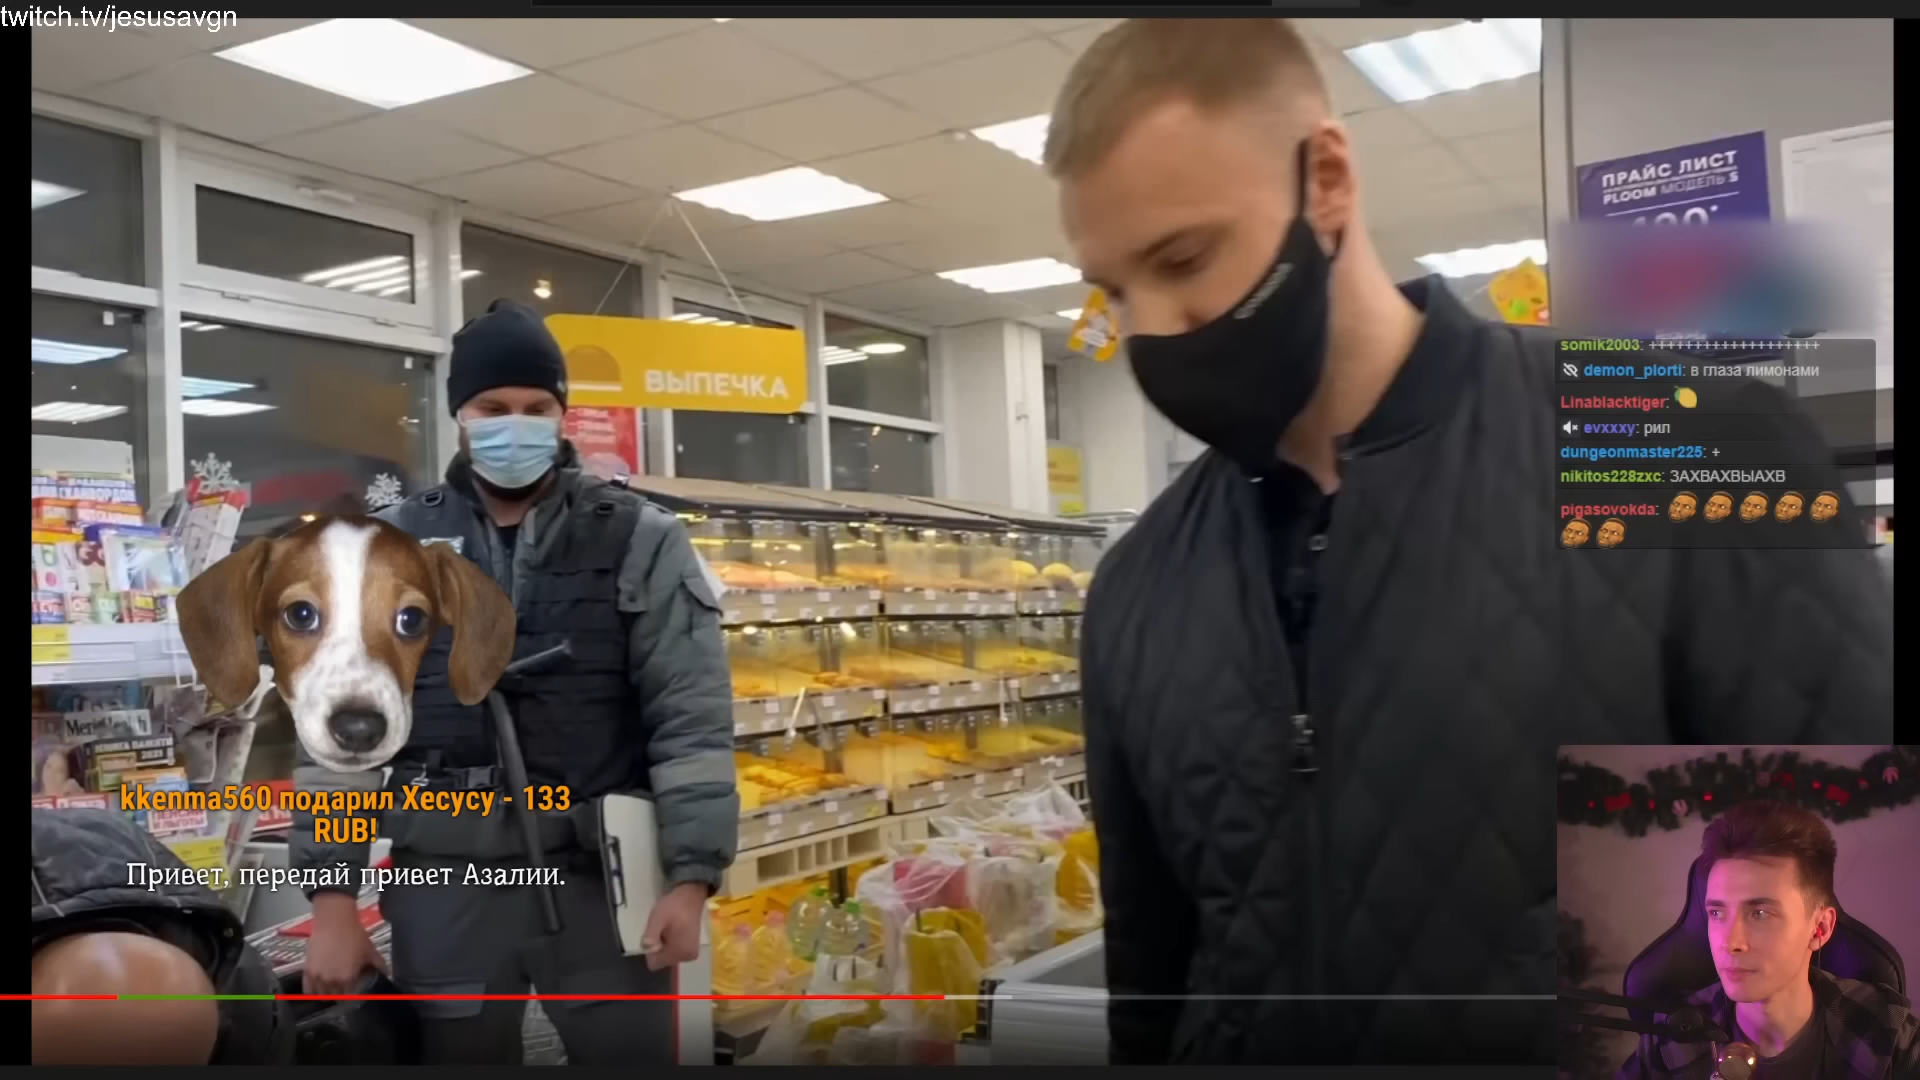 twitch.tv/jesusavgn
ПРАЙС ЛИСТ
PLOOM МОДЕЛЬ S
ВЫПЕЧКА
somik2003: +++++++++++++++++++
demon_plorti: в глаза лимонами
Linablacktiger:
evxxxy: рил
dungeonmaster225: +
nikitos228zxc: ЗАХВАХВЫАХВ
pigasovokda:
kkenma560 подарил Хесусу - 133
RUB!
Привет, передай привет Азалии.